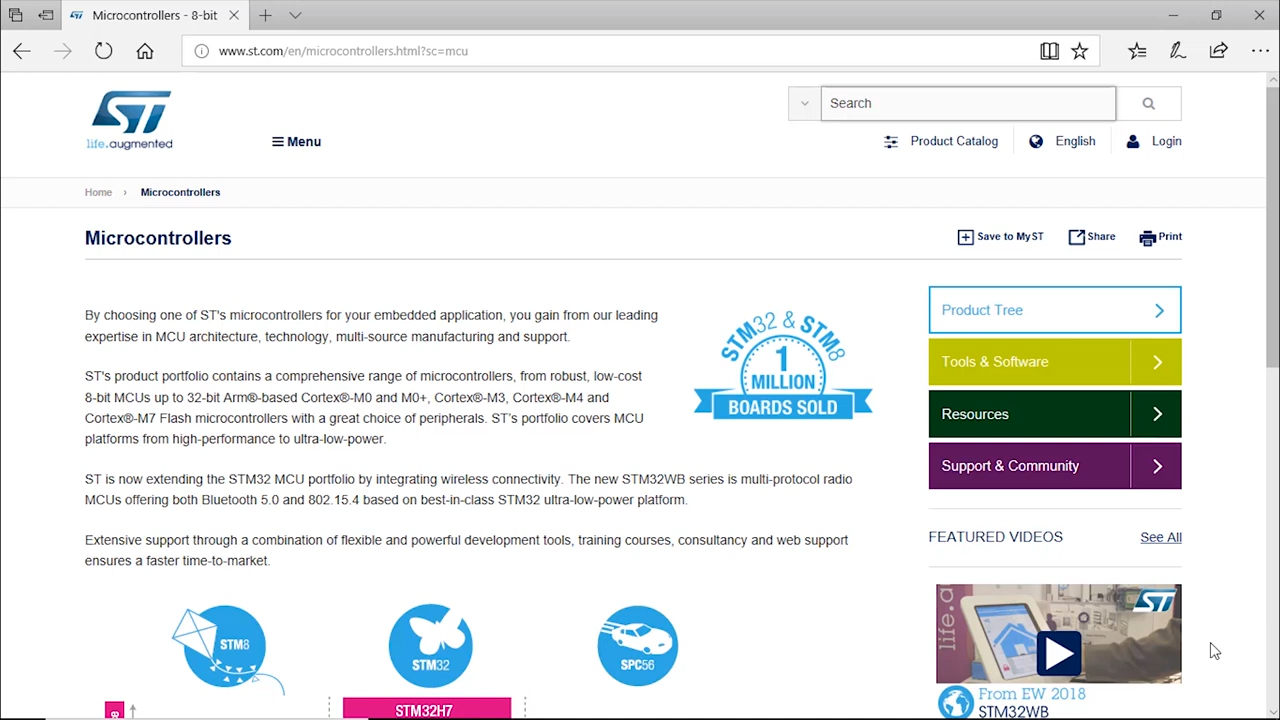 Microcontrollers - 8-bit
www.st.com/en/microcontrollers.html?sc=mcu
ST
life.augmented
Menu
Search
Product Catalog
English
Login
Home › Microcontrollers
Microcontrollers
Save to MyST
Share
Print
By choosing one of ST's microcontrollers for your embedded application, you gain from our leading
expertise in MCU architecture, technology, multi-source manufacturing and support.
ST's product portfolio contains a comprehensive range of microcontrollers, from robust, low-cost
8-bit MCUs up to 32-bit Arm®-based Cortex®-M0 and M0+, Cortex®-M3, Cortex®-M4 and
Cortex®-M7 Flash microcontrollers with a great choice of peripherals. ST's portfolio covers MCU
platforms from high-performance to ultra-low-power.
STM32 & STM8
1
MILLION
BOARDS SOLD
ST is now extending the STM32 MCU portfolio by integrating wireless connectivity. The new STM32WB series is multi-protocol radio
MCUs offering both Bluetooth 5.0 and 802.15.4 based on best-in-class STM32 ultra-low-power platform.
Extensive support through a combination of flexible and powerful development tools, training courses, consultancy and web support
ensures a faster time-to-market.
STM8
STM32
SPC56
STM32H7
Product Tree
Tools & Software
Resources
Support & Community
FEATURED VIDEOS
See All
life.a
ST
From EW 2018
STM32WB